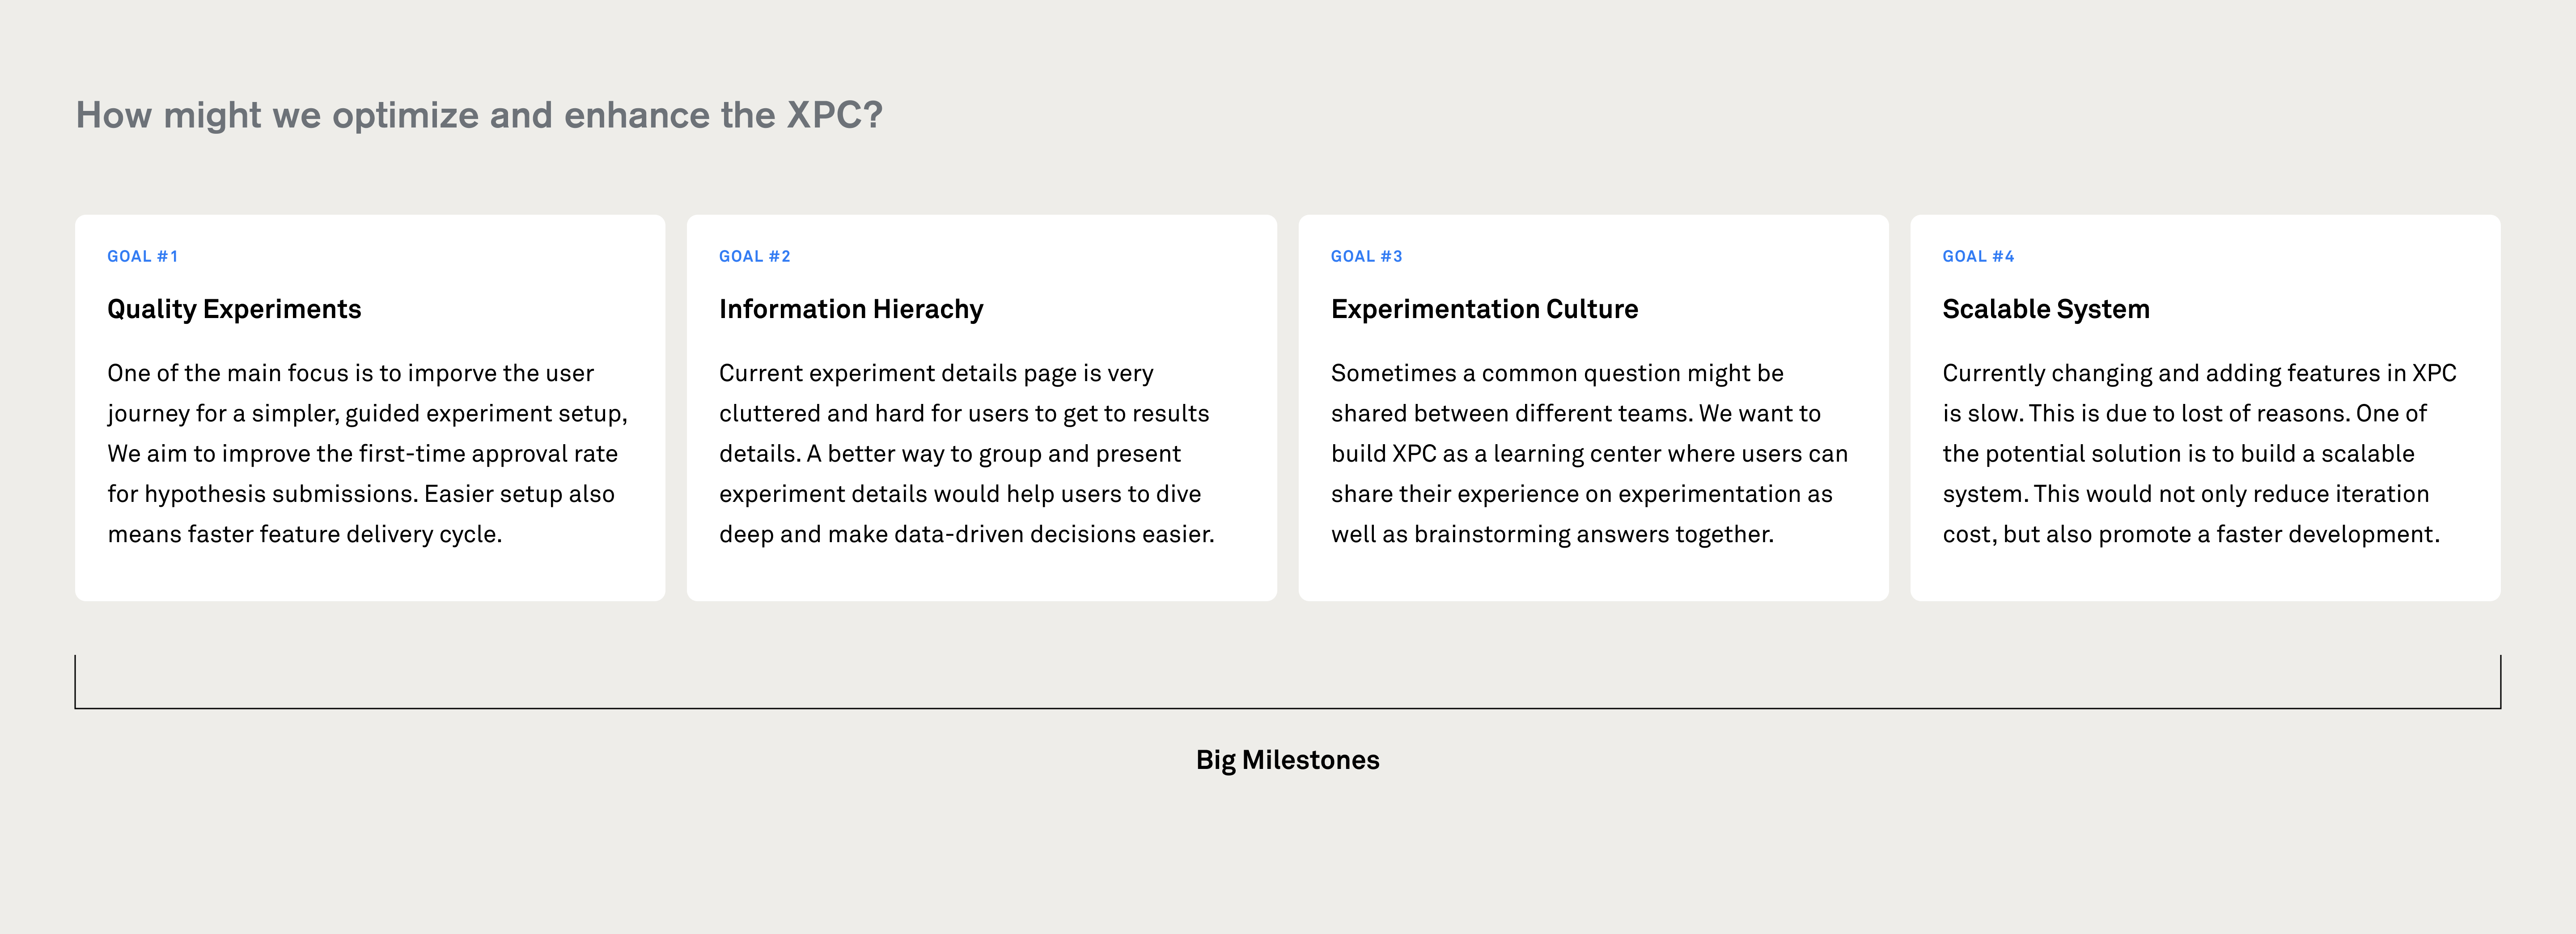 How might we optimize and enhance the XPC?
GOAL #1
Quality Experiments
One of the main focus is to imporve the user
journey for a simpler, guided experiment setup,
We aim to improve the first-time approval rate
for hypothesis submissions. Easier setup also
means faster feature delivery cycle.
GOAL #2
Information Hierachy
Current experiment details page is very
cluttered and hard for users to get to results
details. A better way to group and present
experiment details would help users to dive
deep and make data-driven decisions easier.
GOAL #3
Experimentation Culture
Sometimes a common question might be
shared between different teams. We want to
build XPC as a learning center where users can
share their experience on experimentation as
well as brainstorming answers together.
GOAL #4
Scalable System
Currently changing and adding features in XPC
is slow. This is due to lost of reasons. One of
the potential solution is to build a scalable
system. This would not only reduce iteration
cost, but also promote a faster development.
Big Milestones